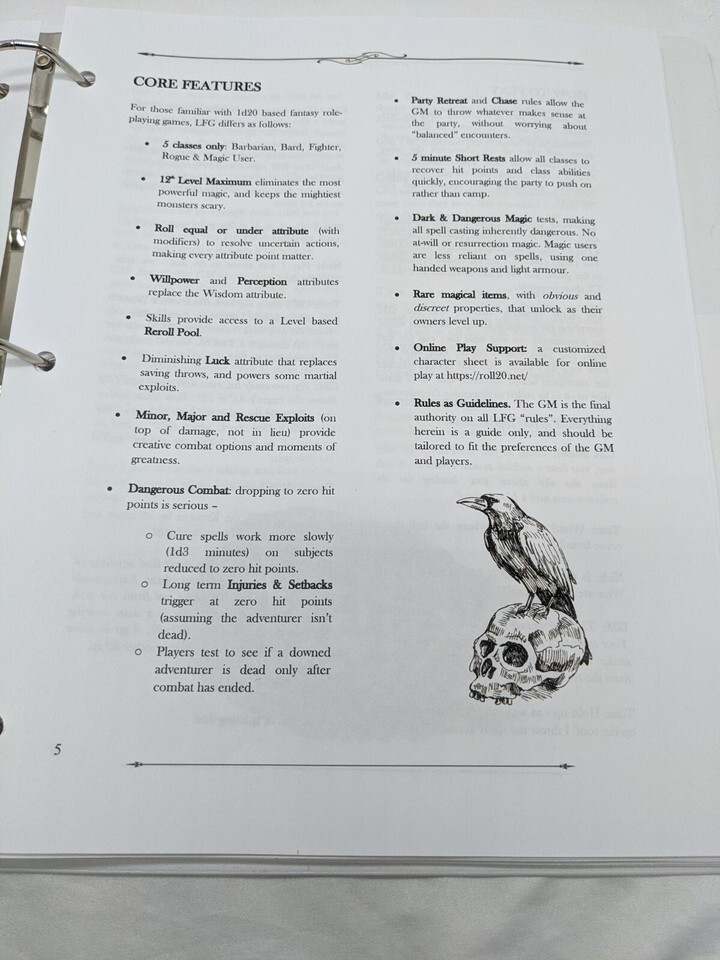 CORE FEATURES
For those familiar with 1d20 based fantasy role-
playing games, LFG differs as follows:
• 5 classes only: Barbarian, Bard, Fighter,
Rogue & Magic User.
• 12th Level Maximum eliminates the most
powerful magic, and keeps the mightiest
monsters scary.
• Roll equal or under attribute (with
modifiers) to resolve uncertain actions,
making every attribute point matter.
• Willpower and Perception attributes
replace the Wisdom attribute.
• Skills provide access to a Level based
Reroll Pool.
• Diminishing Luck attribute that replaces
saving throws, and powers some martial
exploits.
• Minor, Major and Rescue Exploits (on
top of damage, not in lieu) provide
creative combat options and moments of
greatness.
• Dangerous Combat: dropping to zero hit
points is serious –
o Cure spells work more slowly
(1d3 minutes) on subjects
reduced to zero hit points.
o Long term Injuries & Setbacks
trigger at zero hit points
(assuming the adventurer isn't
dead).
o Players test to see if a downed
adventurer is dead only after
combat has ended.
• Party Retreat and Chase rules allow the
GM to throw whatever makes sense at
the party, without worrying about
"balanced" encounters.
• 5 minute Short Rests allow all classes to
recover hit points and class abilities
quickly, encouraging the party to push on
rather than camp.
• Dark & Dangerous Magic tests, making
all spell casting inherently dangerous. No
at-will or resurrection magic. Magic users
are less reliant on spells, using one
handed weapons and light armour.
• Rare magical items, with obvious and
discreet properties, that unlock as their
owners level up.
• Online Play Support: a customized
character sheet is available for online
play at https://roll20.net/
• Rules as Guidelines. The GM is the final
authority on all LFG "rules". Everything
herein is a guide only, and should be
tailored to fit the preferences of the GM
and players.
5